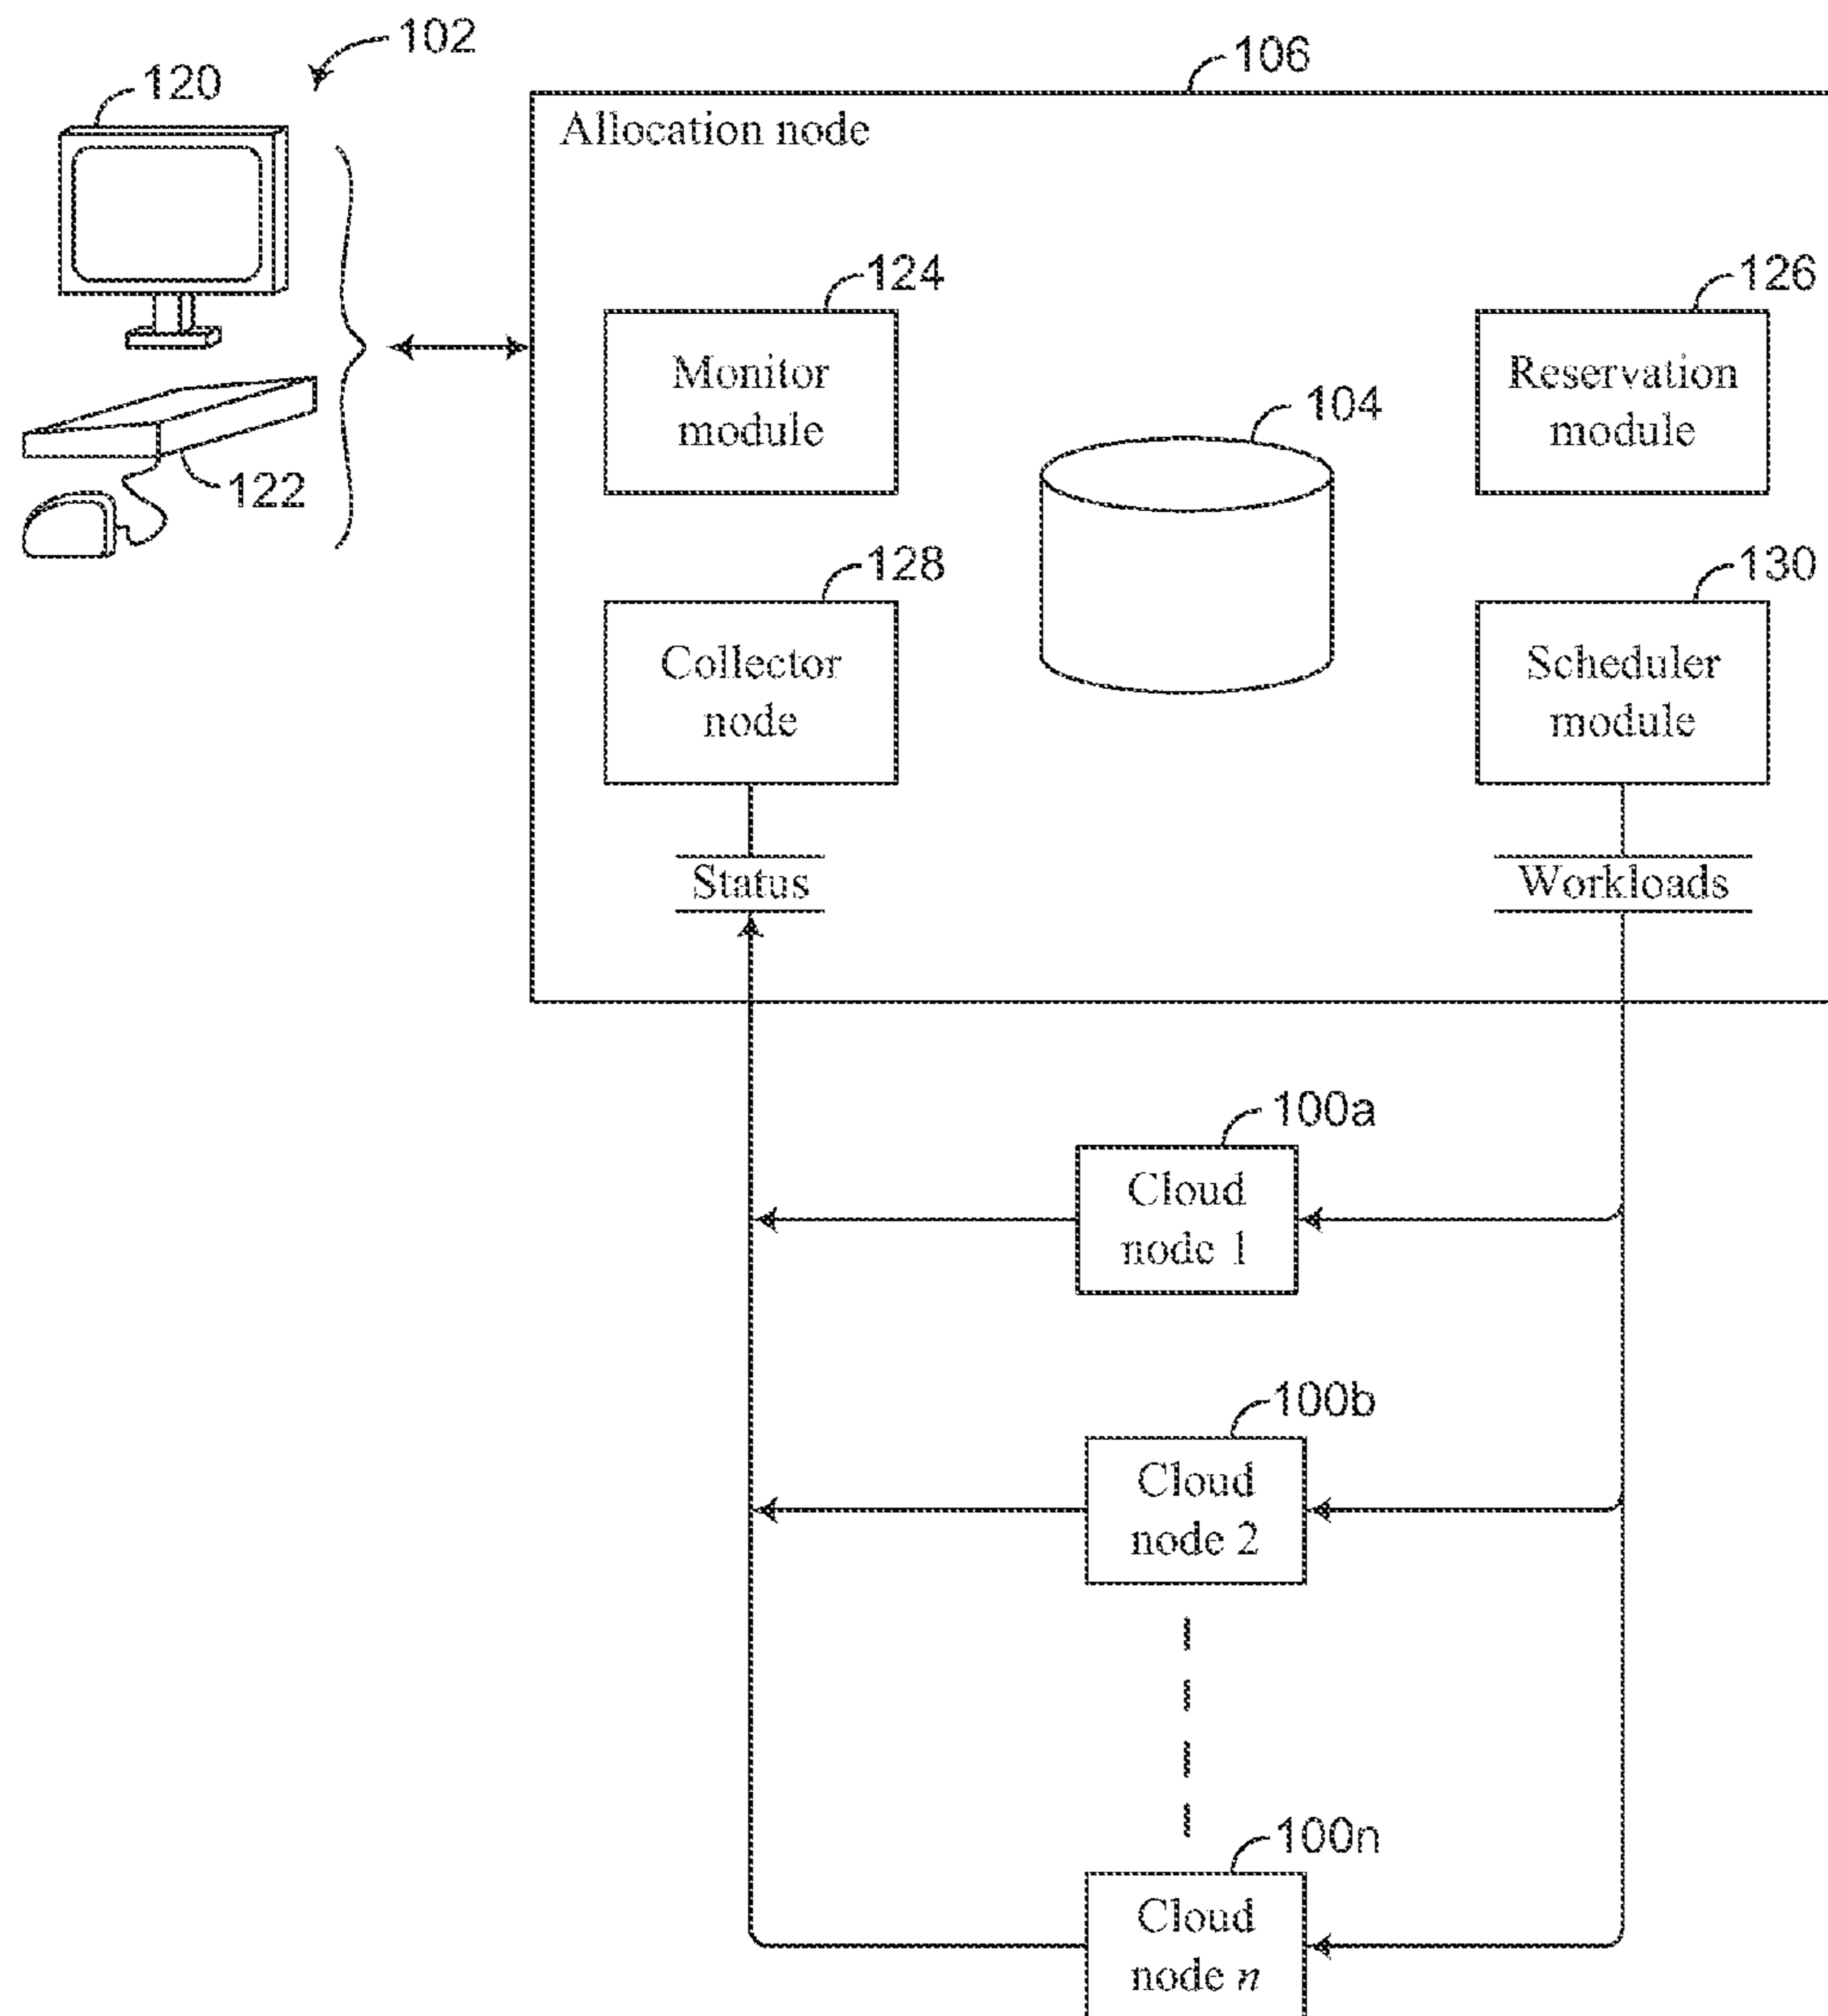 102
120
106
Allocation node
124
126
Monitor
module
Reservation
module
104
122
128
130
Collector
node
Scheduler
module
Status
Workloads
100a
Cloud
node 1
100b
Cloud
node 2
100n
Cloud
node n